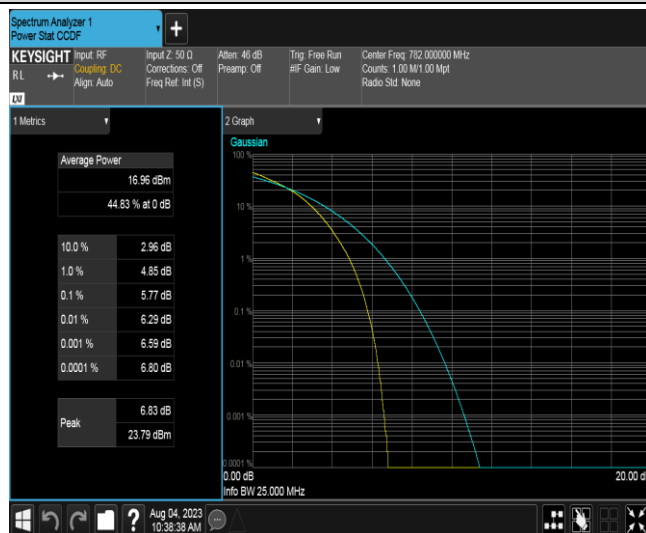 Spectrum Analyzer 1
Power Stat CCDF
+
KEYSIGHT
RL
LXI
Input: RF
Coupling: DC
Align: Auto
Input Z: 50 Ω
Corrections: Off
Freq Ref: Int (S)
Atten: 46 dB
Preamp: Off
Trig: Free Run
#IF Gain: Low
Center Freq: 782.000000 MHz
Counts: 1.00 M/1.00 Mpt
Radio Std: None
1 Metrics
Average Power
16.96 dBm
44.83 % at 0 dB
10.0 % 2.96 dB
1.0 % 4.85 dB
0.1 % 5.77 dB
0.01 % 6.29 dB
0.001 % 6.59 dB
0.0001 % 6.80 dB
Peak
6.83 dB
23.79 dBm
2 Graph
Gaussian
100 %
10 %
1 %
0.1 %
0.01 %
0.001 %
0.0001 %
0.00 dB
20.00 d
Info BW 25.000 MHz
?
Aug 04, 2023
10:38:38 AM